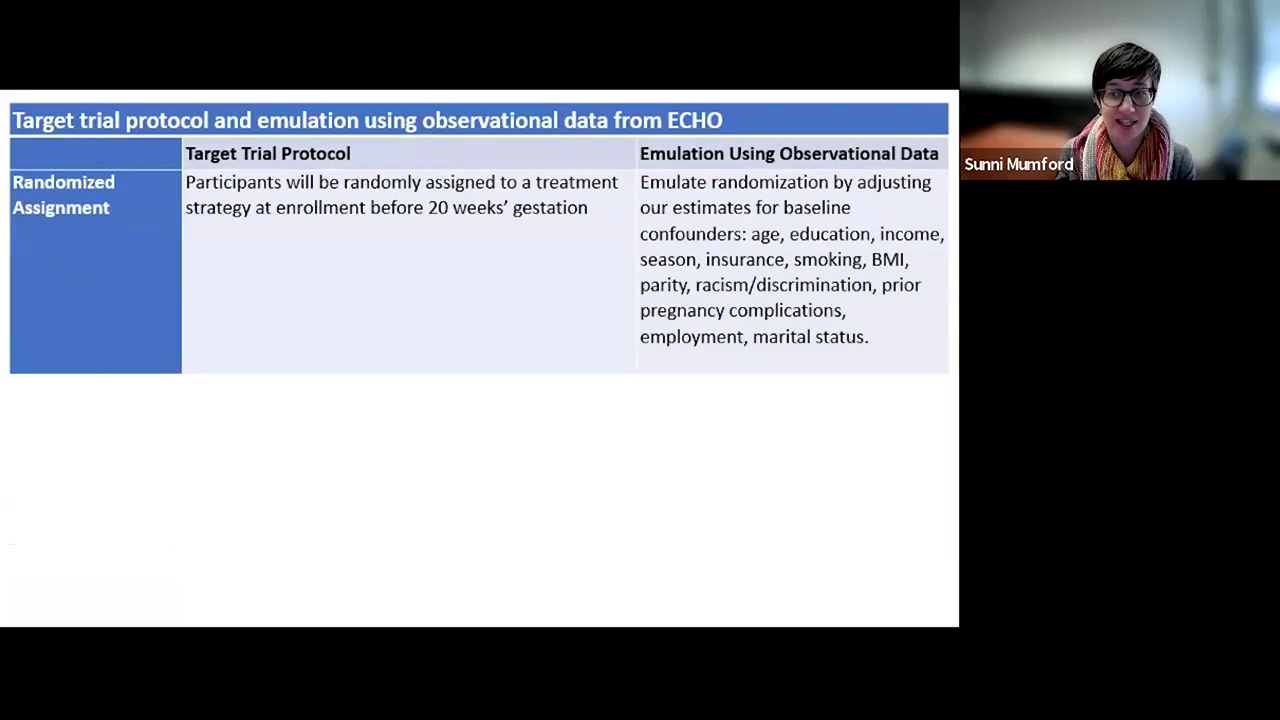 Target trial protocol and emulation using observational data from ECHO
Target Trial Protocol
Emulation Using Observational Data
Randomized
Assignment
Participants will be randomly assigned to a treatment
strategy at enrollment before 20 weeks’ gestation
Emulate randomization by adjusting
our estimates for baseline
confounders: age, education, income,
season, insurance, smoking, BMI,
parity, racism/discrimination, prior
pregnancy complications,
employment, marital status.
Sunni Mumford